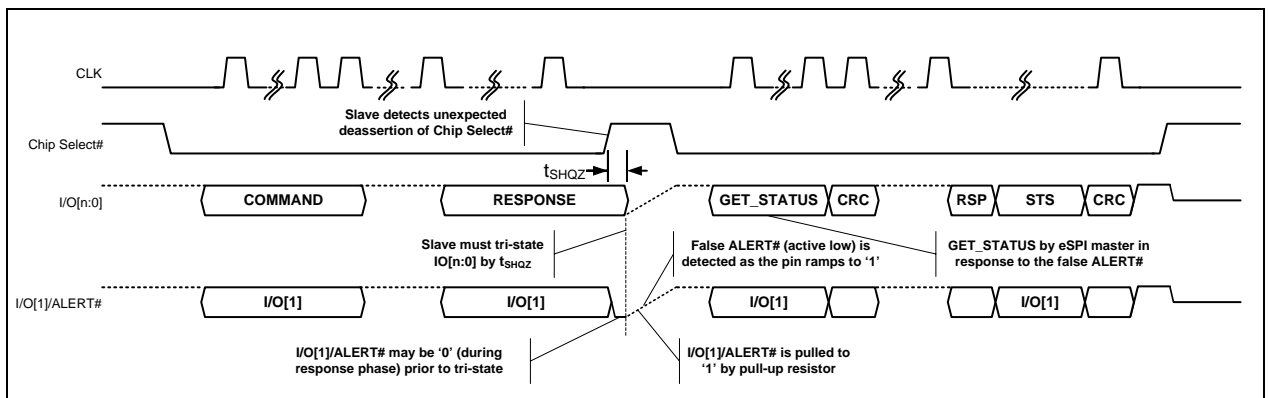 CLK
Slave detects unexpected
deassertion of Chip Select#
Chip Select#
tSHQZ
I/O[n:0]
COMMAND
RESPONSE
GET_STATUS
CRC
RSP
STS
CRC
Slave must tri-state
IO[n:0] by tSHQZ
False ALERT# (active low) is
detected as the pin ramps to ‘1’
GET_STATUS by eSPI master in
response to the false ALERT#
I/O[1]/ALERT#
I/O[1]
I/O[1]
I/O[1]
I/O[1]
I/O[1]/ALERT# may be ‘0’ (during
response phase) prior to tri-state
I/O[1]/ALERT# is pulled to
‘1’ by pull-up resistor